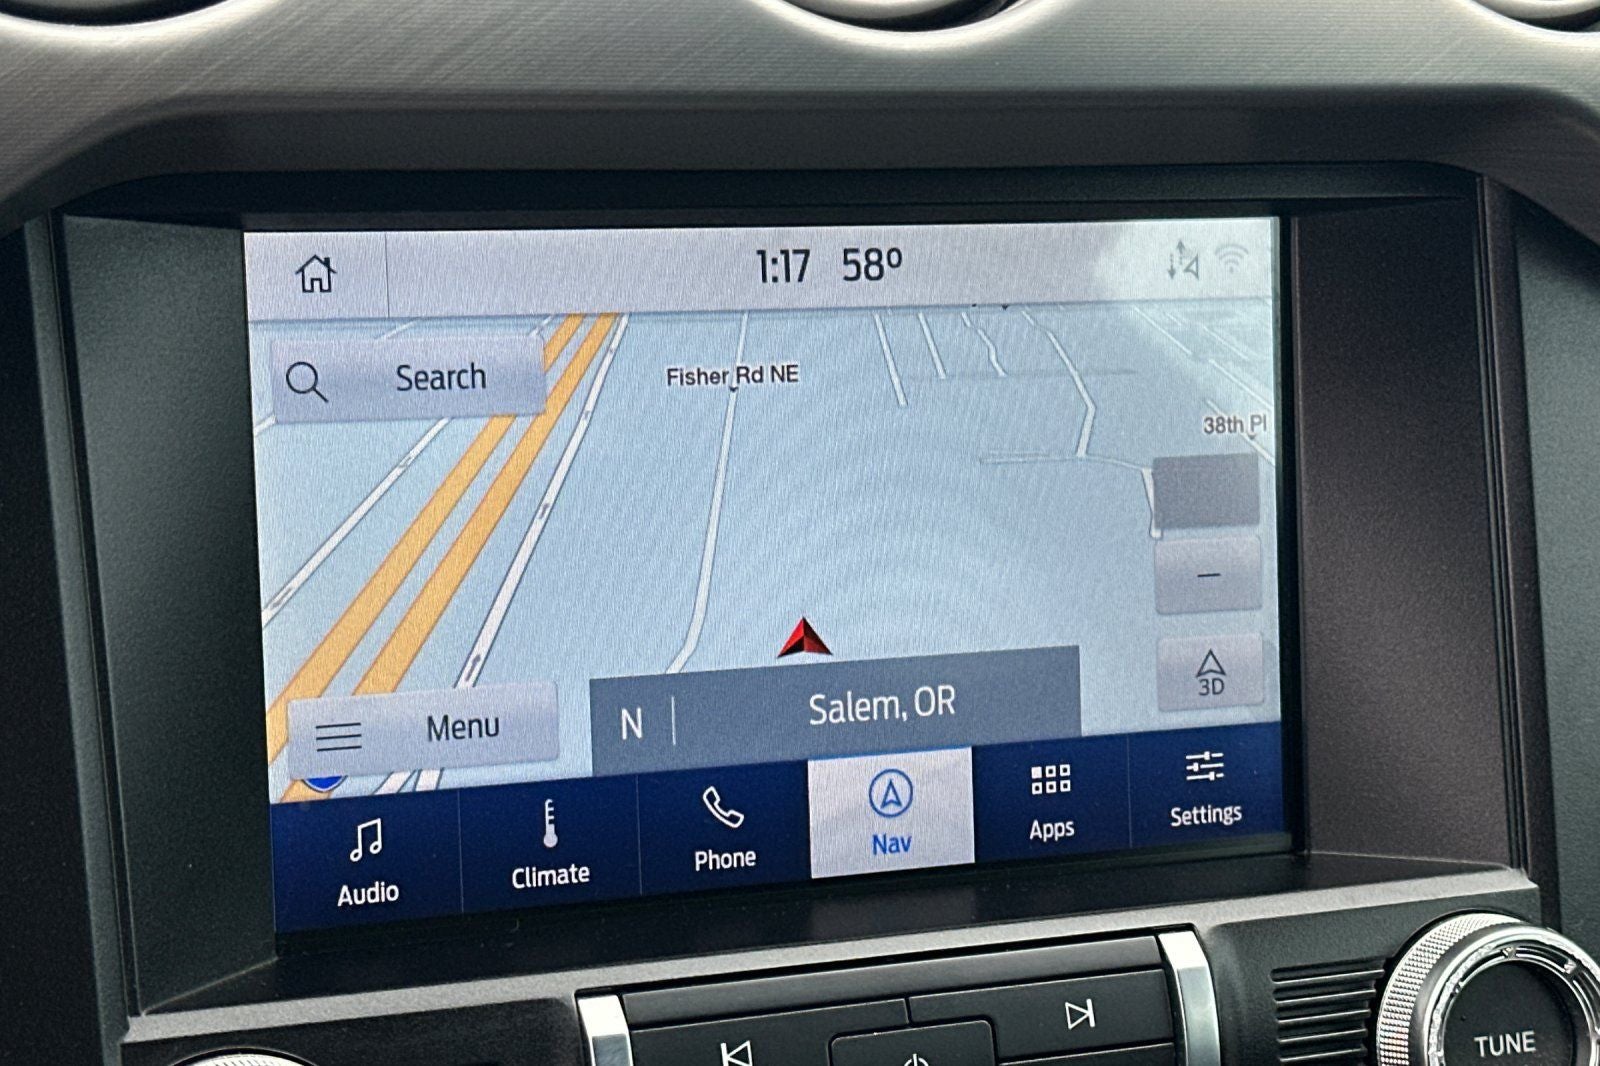 1:17 58º
Search
Fisher Rd NE
38th Pl
–
3D
Menu
N
Salem, OR
Audio
Climate
Phone
Nav
Apps
Settings
TUNE